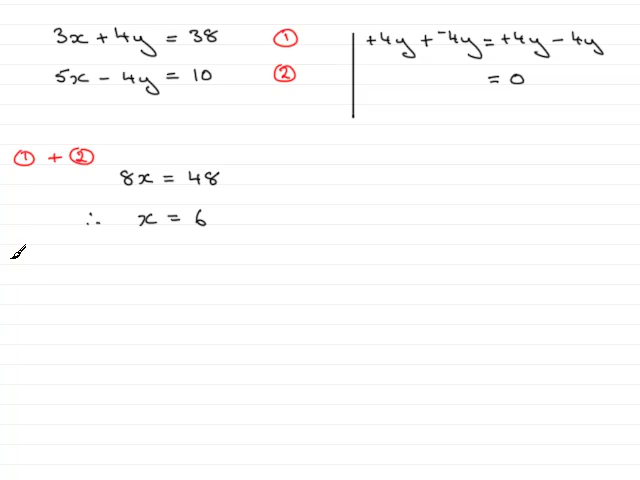 3x + 4y = 38 ①
5x - 4y = 10 ②
+4y + ⁻4y = +4y - 4y
= 0
① + ②
8x = 48
∴ x = 6